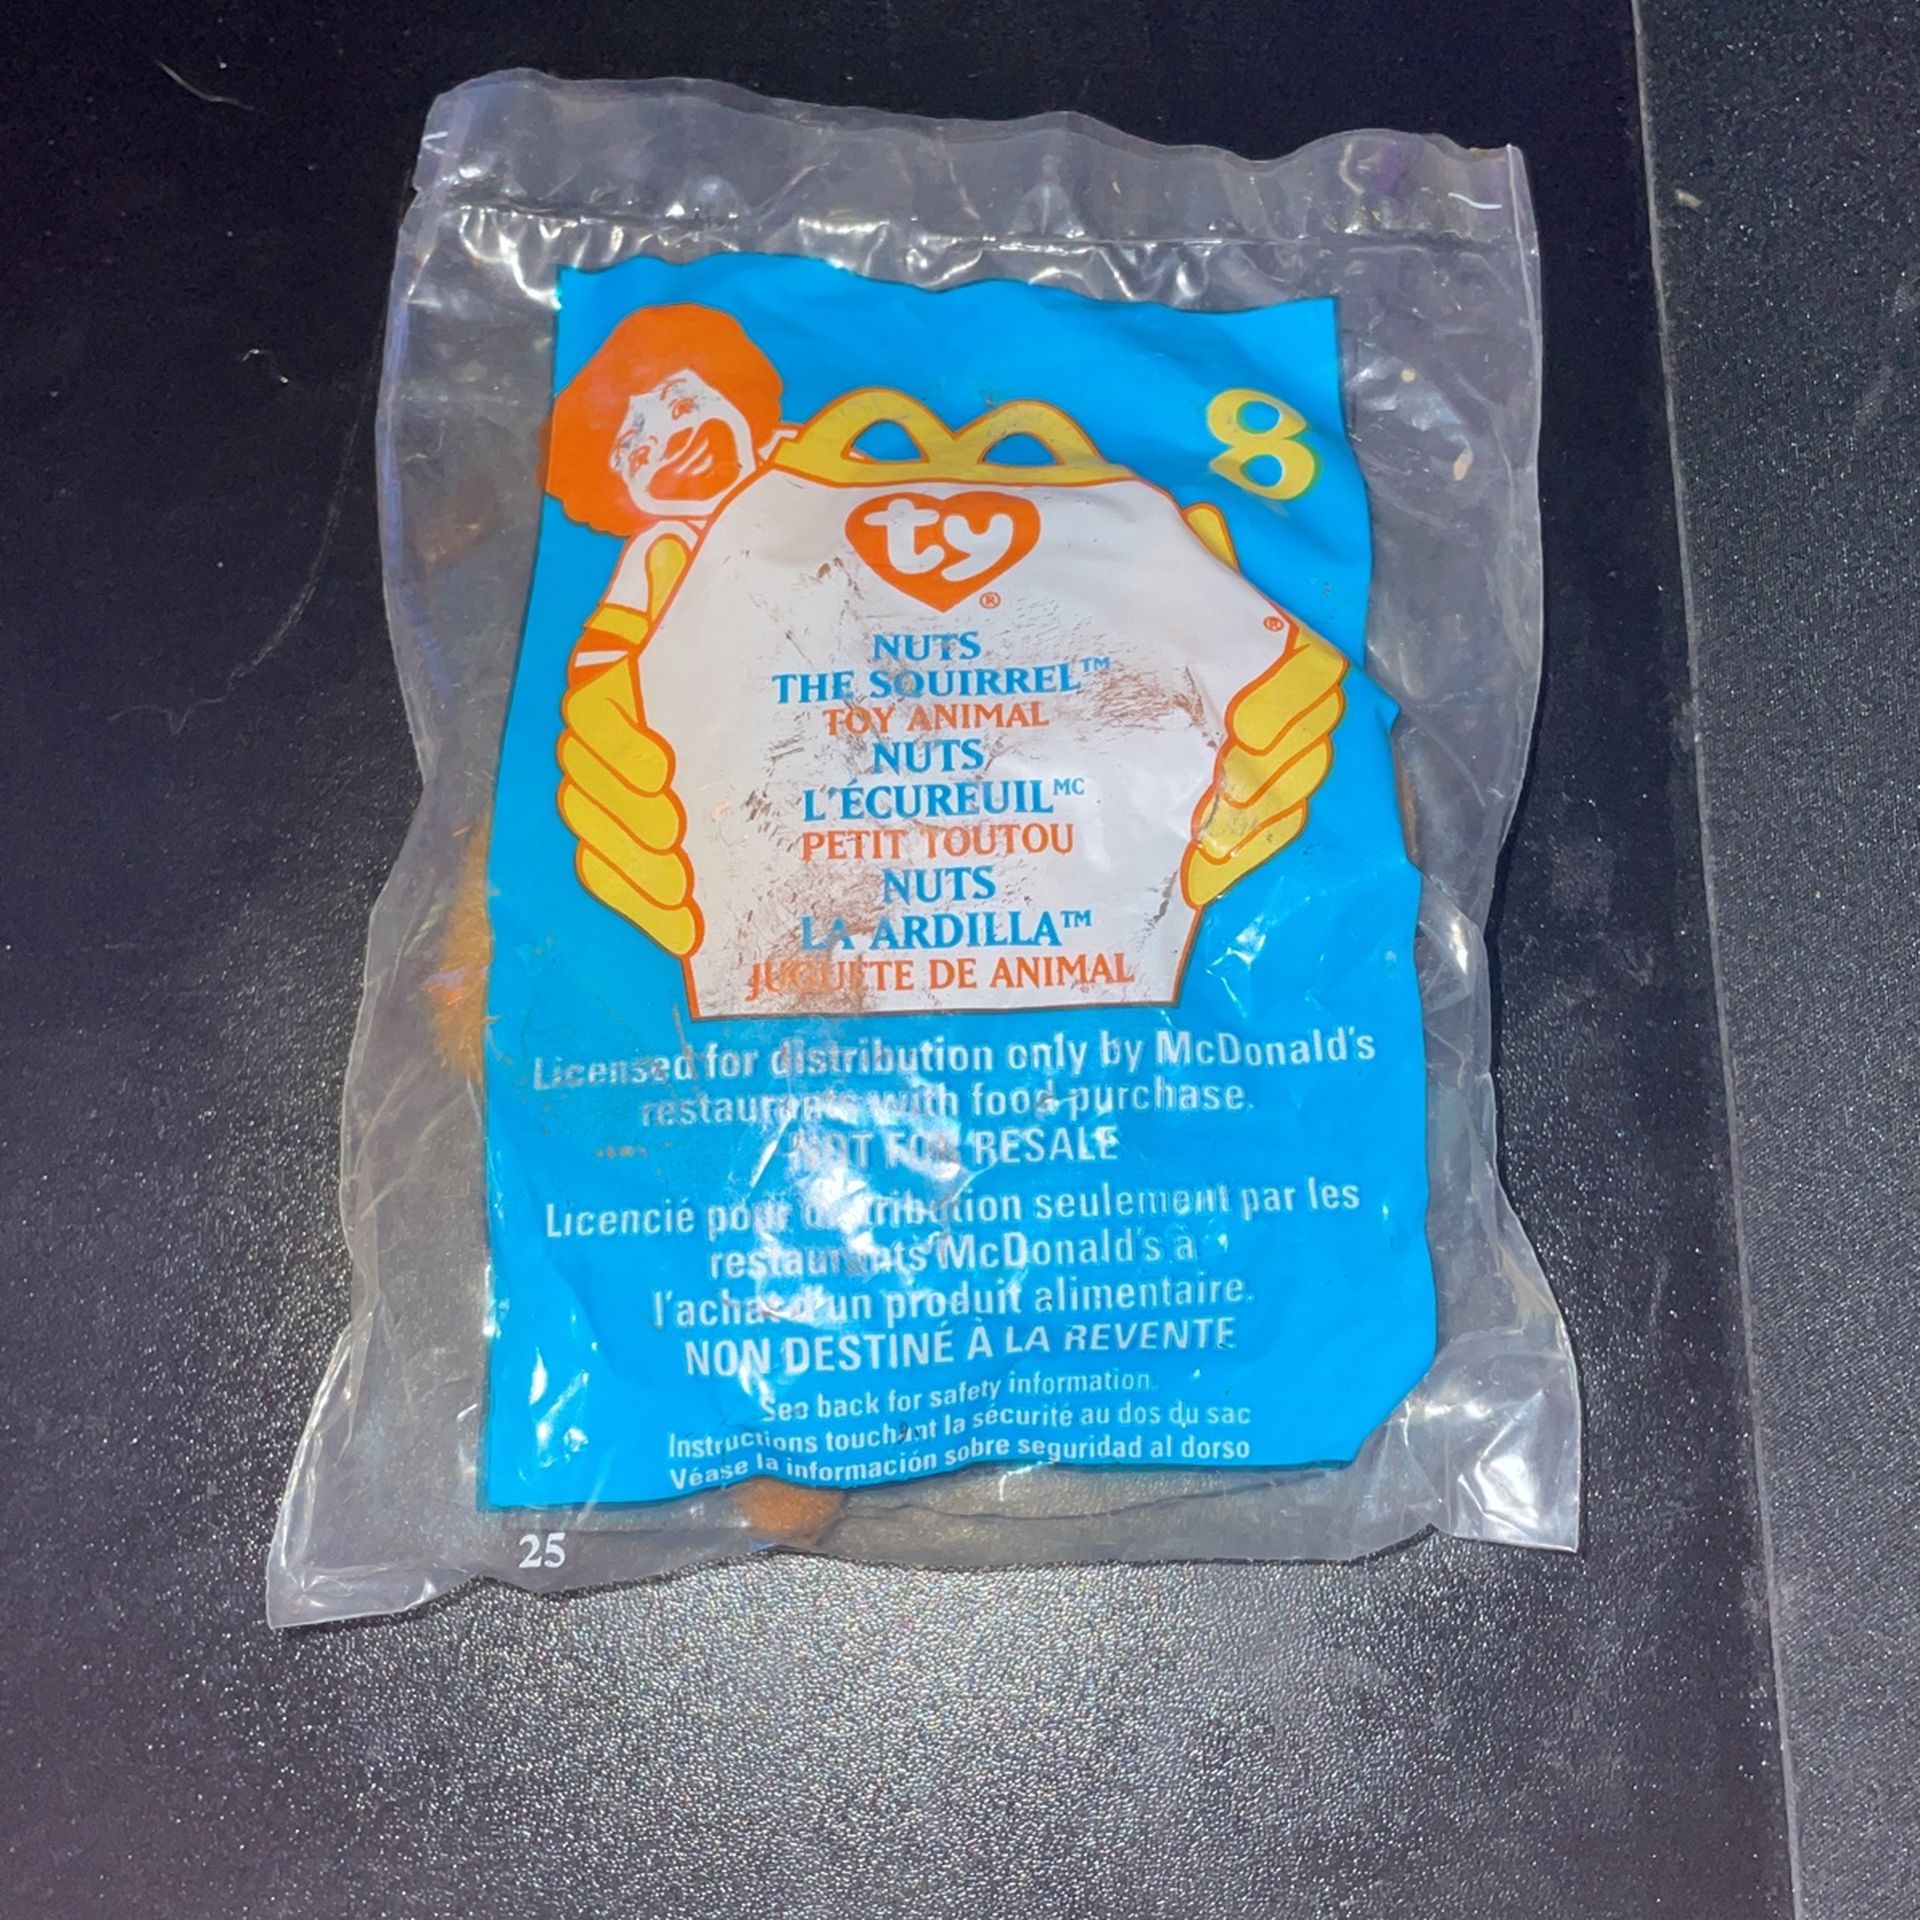 8
ty®
®
NUTS
THE SQUIRREL™
TOY ANIMAL
NUTS
L'ÉCUREUILMC
PETIT TOUTOU
NUTS
LA ARDILLA™
JUGUETE DE ANIMAL
Licensed for distribution only by McDonald's
restaurants with food purchase.
NOT FOR RESALE
Licencié pour distribution seulement par les
restaurants McDonald's a
l'achat d'un produit alimentaire.
NON DESTINÉ À LA REVENTE
See back for safety information.
Instructions touchant la sécurité au dos du sac
Véase la información sobre seguridad al dorso
25